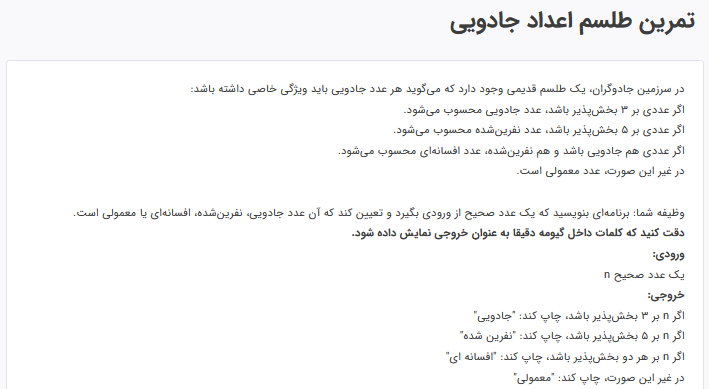 تمرین طلسم اعداد جادویی
در سرزمین جادوگران، یک طلسم قدیمی وجود دارد که می‌گوید هر عدد جادویی باید ویژگی خاصی داشته باشد:
اگر عددی بر ۳ بخش‌پذیر باشد، عدد جادویی محسوب می‌شود.
اگر عددی بر ۵ بخش‌پذیر باشد، عدد نفرین‌شده محسوب می‌شود.
اگر عددی هم جادویی باشد و هم نفرین‌شده، عدد افسانه‌ای محسوب می‌شود.
در غیر این صورت، عدد معمولی است.
وظیفه شما: برنامه‌ای بنویسید که یک عدد صحیح از ورودی بگیرد و تعیین کند که آن عدد جادویی، نفرین‌شده، افسانه‌ای یا معمولی است.
دقت کنید که کلمات داخل گیومه دقیقا به عنوان خروجی نمایش داده شود.
ورودی:
یک عدد صحیح n
خروجی:
اگر n بر ۳ بخش‌پذیر باشد، چاپ کند: "جادویی"
اگر n بر ۵ بخش‌پذیر باشد، چاپ کند: "نفرین شده"
اگر n بر هر دو بخش‌پذیر باشد، چاپ کند: "افسانه ای"
در غیر این صورت، چاپ کند: "معمولی"